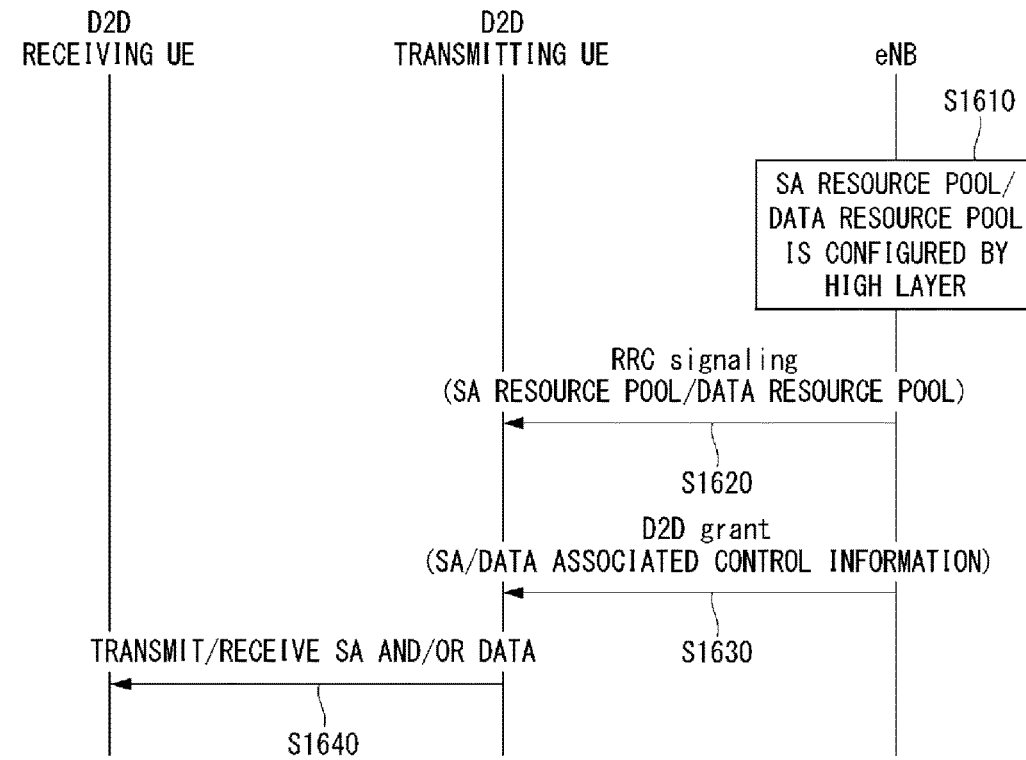 D2D
RECEIVING UE
D2D
TRANSMITTING UE
eNB
S1610
SA RESOURCE POOL/
DATA RESOURCE POOL
IS CONFIGURED BY
HIGH LAYER
RRC signaling
(SA RESOURCE POOL/DATA RESOURCE POOL)
S1620
D2D grant
(SA/DATA ASSOCIATED CONTROL INFORMATION)
S1630
TRANSMIT/RECEIVE SA AND/OR DATA
S1640